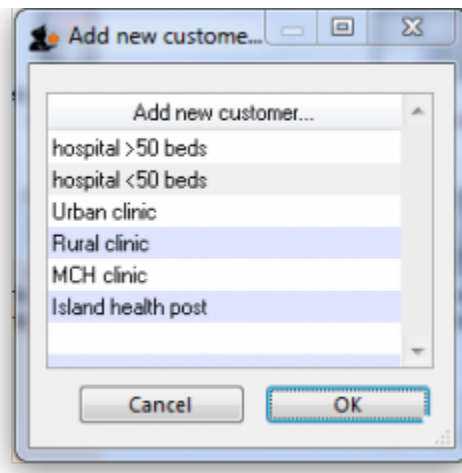 Add new custome...
Add new customer...
hospital >50 beds
hospital <50 beds
Urban clinic
Rural clinic
MCH clinic
Island health post
Cancel
OK